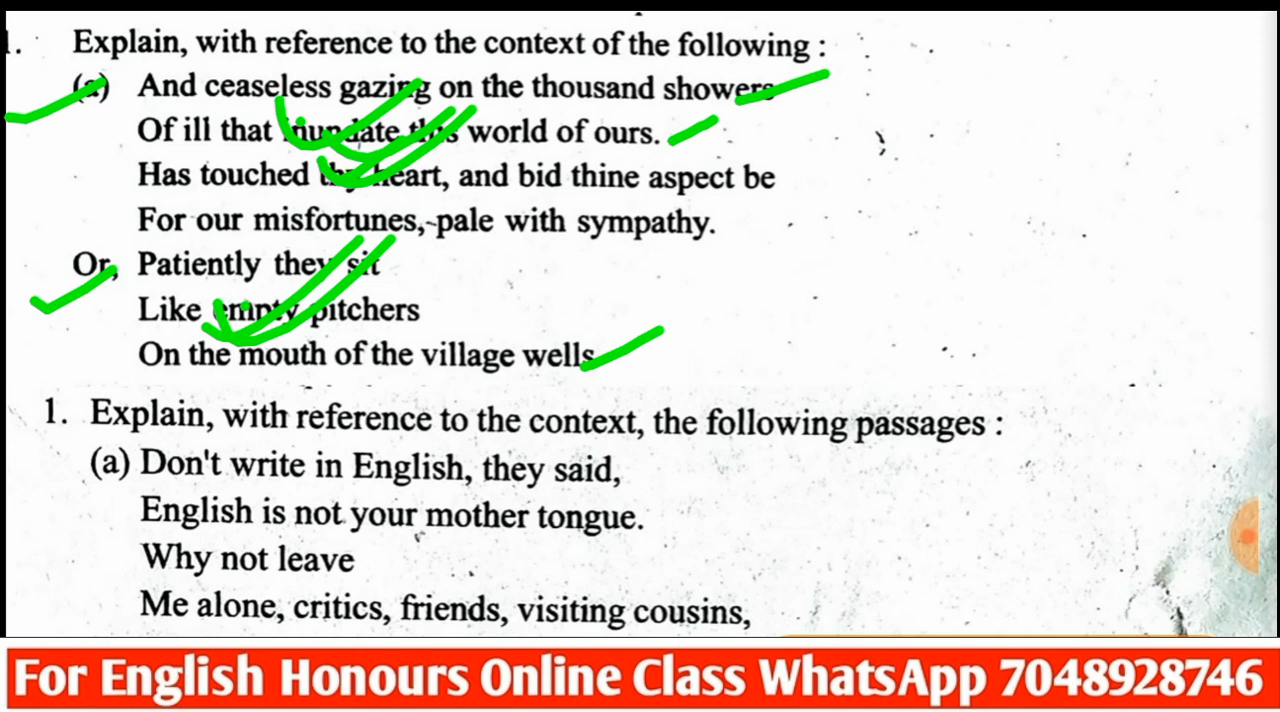 1. Explain, with reference to the context of the following :
(a) And ceaseless gazing on the thousand showers
Of ill that inundate this world of ours.
Has touched thy heart, and bid thine aspect be
For our misfortunes,-pale with sympathy.
Or, Patiently they sit
Like empty pitchers
On the mouth of the village wells
1. Explain, with reference to the context, the following passages :
(a) Don't write in English, they said,
English is not your mother tongue.
Why not leave
Me alone, critics, friends, visiting cousins,
For English Honours Online Class WhatsApp 7048928746